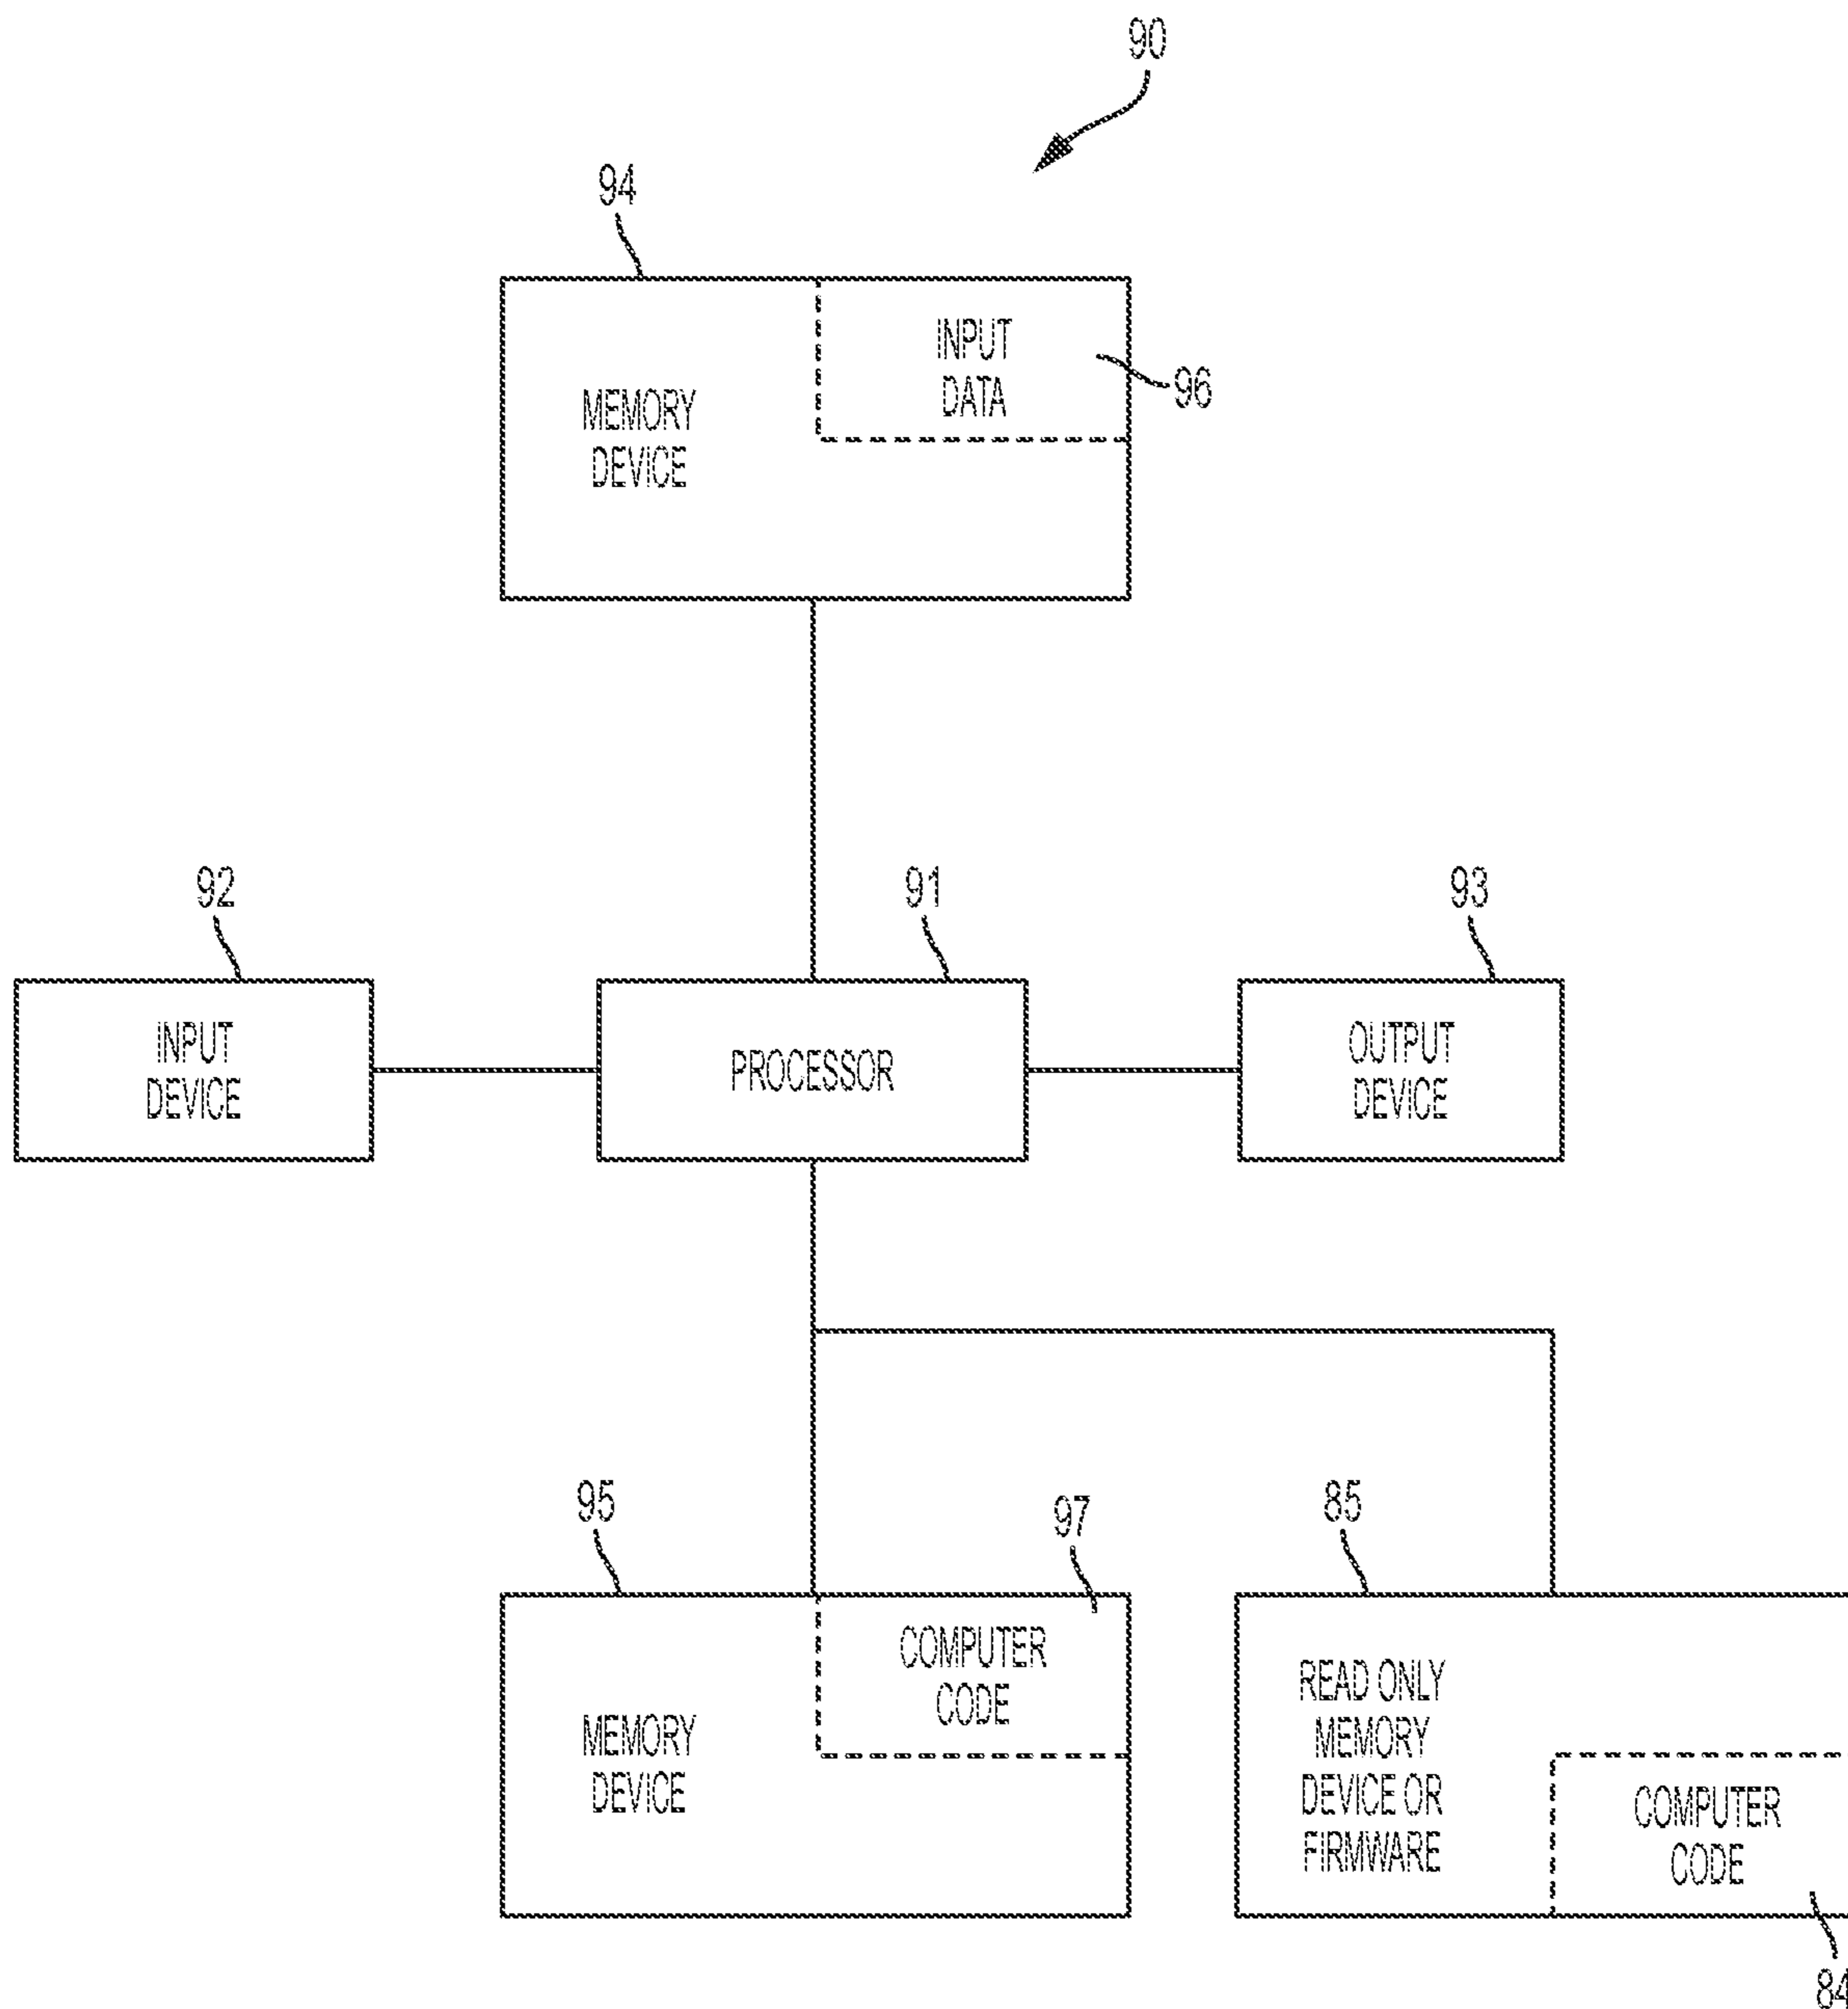 90
94
INPUT
DATA
96
MEMORY
DEVICE
92
91
93
INPUT
DEVICE
PROCESSOR
OUTPUT
DEVICE
95
97
85
COMPUTER
CODE
MEMORY
DEVICE
READ ONLY
MEMORY
DEVICE OR
FIRMWARE
COMPUTER
CODE
84